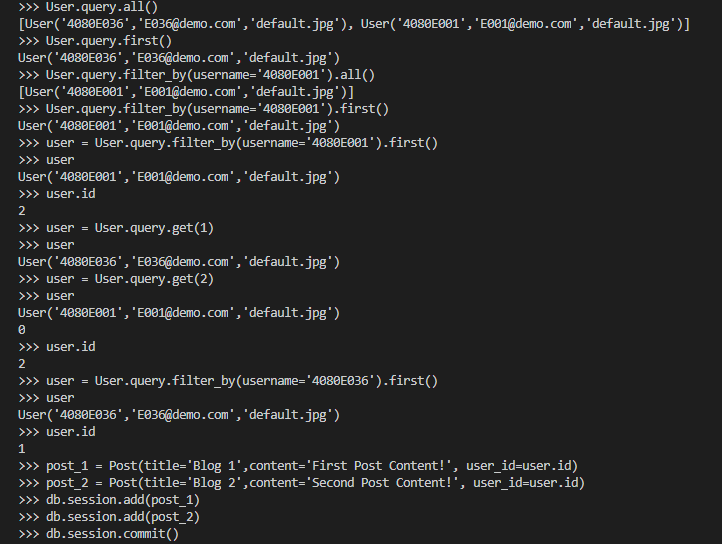 >>> User.query.all()
[User('4080E036','E036@demo.com','default.jpg'), User('4080E001','E001@demo.com','default.jpg')]
>>> User.query.first()
User('4080E036','E036@demo.com','default.jpg')
>>> User.query.filter_by(username='4080E001').all()
[User('4080E001','E001@demo.com','default.jpg')]
>>> User.query.filter_by(username='4080E001').first()
User('4080E001','E001@demo.com','default.jpg')
>>> user = User.query.filter_by(username='4080E001').first()
>>> user
User('4080E001','E001@demo.com','default.jpg')
>>> user.id
2
>>> user = User.query.get(1)
>>> user
User('4080E036','E036@demo.com','default.jpg')
>>> user = User.query.get(2)
>>> user
User('4080E001','E001@demo.com','default.jpg')
0
>>> user.id
2
>>> user = User.query.filter_by(username='4080E036').first()
>>> user
User('4080E036','E036@demo.com','default.jpg')
>>> user.id
1
>>> post_1 = Post(title='Blog 1',content='First Post Content!', user_id=user.id)
>>> post_2 = Post(title='Blog 2',content='Second Post Content!', user_id=user.id)
>>> db.session.add(post_1)
>>> db.session.add(post_2)
>>> db.session.commit()